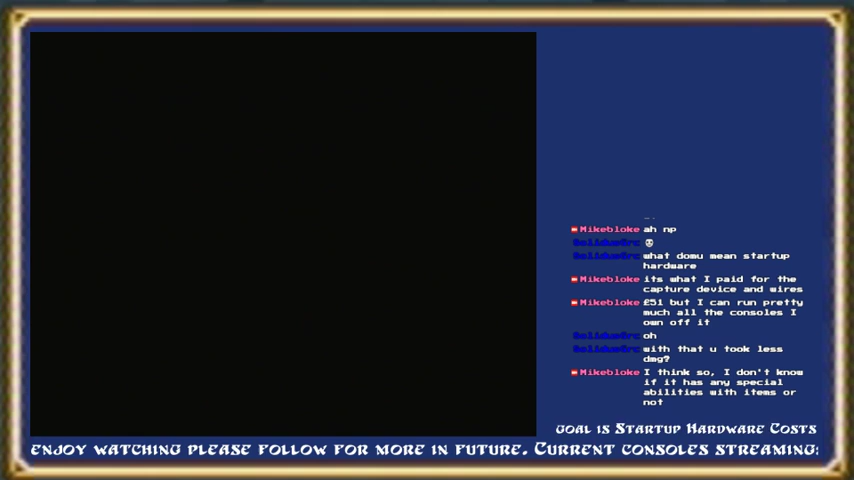 Mikebloke ah np
SolidusOrc
what domu mean startup
hardware
Mikebloke its what I paid for the
capture device and wires
Mikebloke £51 but I can run pretty
much all the consoles I
own off it
oh
with that u took less
dmg?
Mikebloke I think so, I don't know
if it has any special
abilities with items or
not
GOAL IS STARTUP HARDWARE COSTS
ENJOY WATCHING PLEASE FOLLOW FOR MORE IN FUTURE. CURRENT CONSOLES STREAMING: